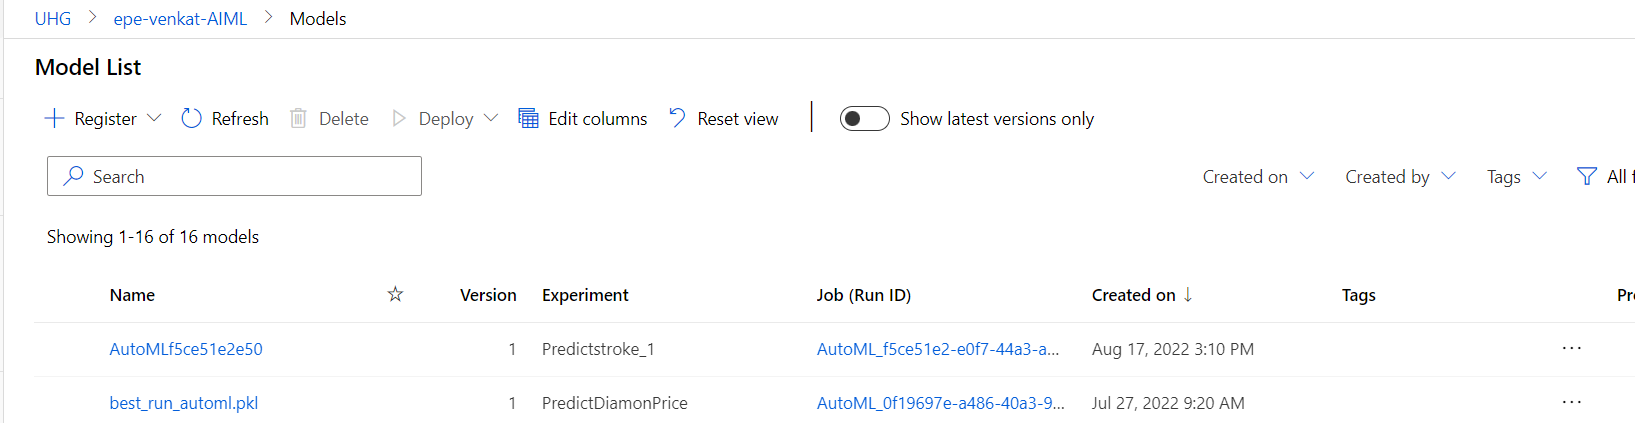 UHG > epe-venkat-AIML > Models
Model List
Register Refresh Delete Deploy Edit columns Reset view Show latest versions only
Search Created on Created by Tags All f
Showing 1-16 of 16 models
Name Version Experiment Job (Run ID) Created on ↓ Tags Pr
AutoMLf5ce51e2e50 1 Predictstroke_1 AutoML_f5ce51e2-e0f7-44a3-a... Aug 17, 2022 3:10 PM ...
best_run_automl.pkl 1 PredictDiamonPrice AutoML_0f19697e-a486-40a3-9... Jul 27, 2022 9:20 AM ...